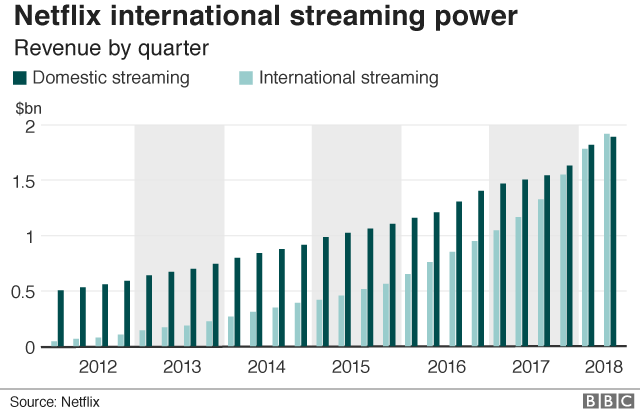 Netflix international streaming power
Revenue by quarter
Domestic streaming International streaming
$bn
2
1.5
1
0.5
0
2012 2013 2014 2015 2016 2017 2018
Source: Netflix BBC